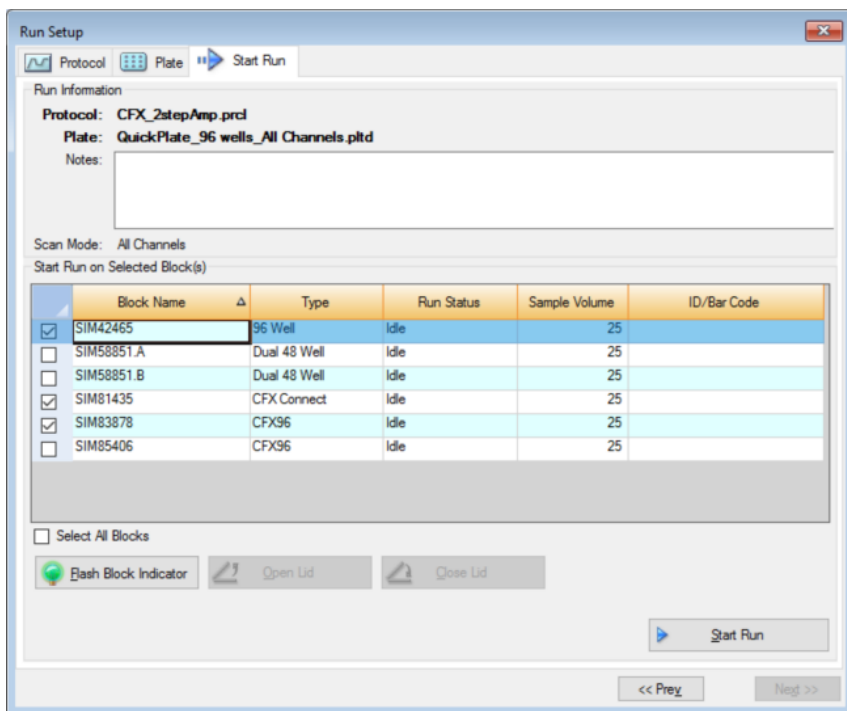 Run Setup
Protocol Plate Start Run
Run Information
Protocol: CFX_2stepAmp.prcl
Plate: QuickPlate_96 wells_All Channels.pltd
Notes:
Scan Mode: All Channels
Start Run on Selected Block(s)
Block Name Type Run Status Sample Volume ID/Bar Code
SIM42465 96 Well Idle 25
SIM58851.A Dual 48 Well Idle 25
SIM58851.B Dual 48 Well Idle 25
SIM81435 CFX Connect Idle 25
SIM83878 CFX96 Idle 25
SIM85406 CFX96 Idle 25
Select All Blocks
Flash Block Indicator Open Lid Close Lid
Start Run
<< Prev Next >>